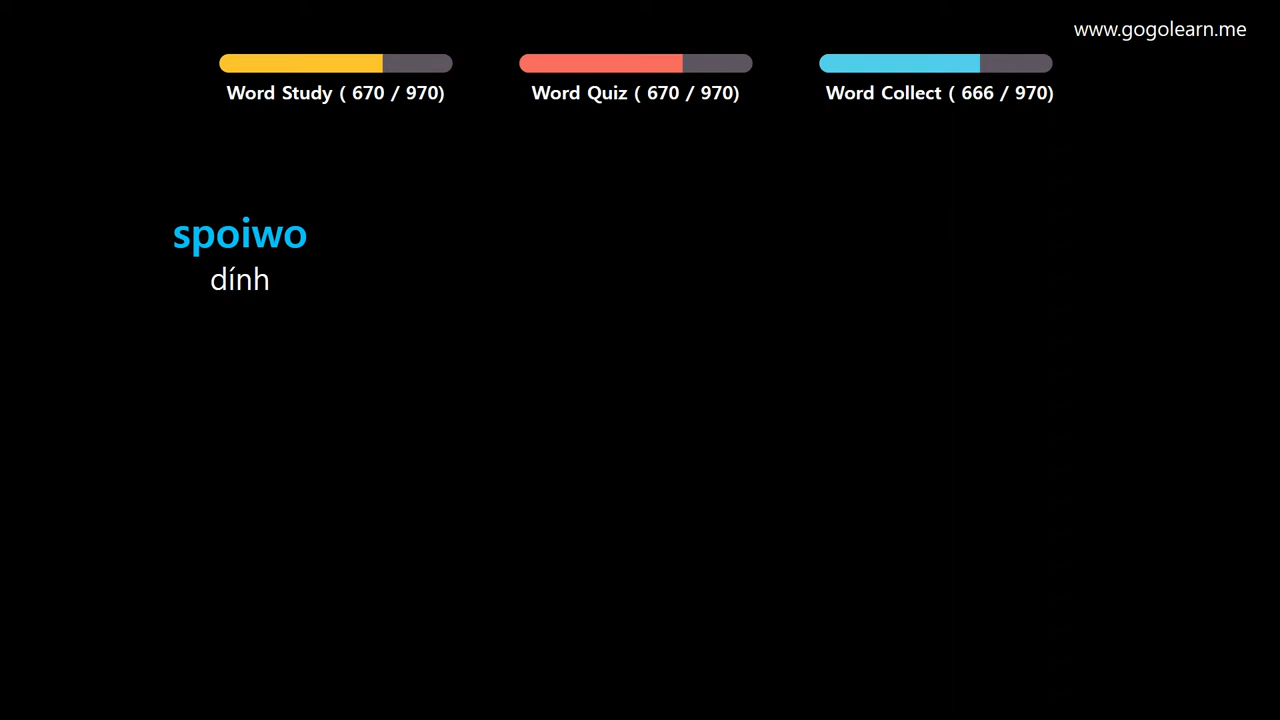 www.gogolearn.me
Word Study ( 670 / 970)
Word Quiz ( 670 / 970)
Word Collect ( 666 / 970)
spoiwo
dính